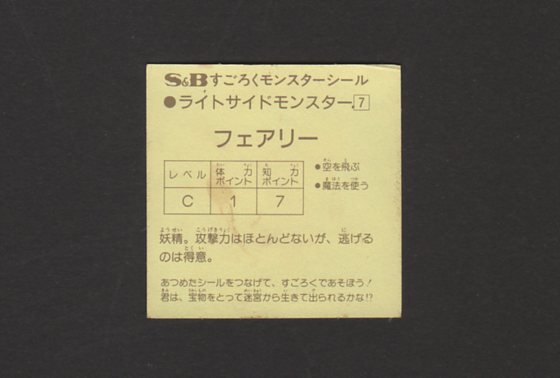 S&Bすごろくモンスターシール
●ライトサイドモンスター 7
フェアリー
レベル 体力ポイント 知力ポイント
C 1 7
●空を飛ぶ
●魔法を使う
妖精。攻撃力はほとんどないが、逃げる
のは得意。
あつめたシールをつなげて、すごろくであそぼう!
君は、宝物をとって迷宮から生きて出られるかな!?